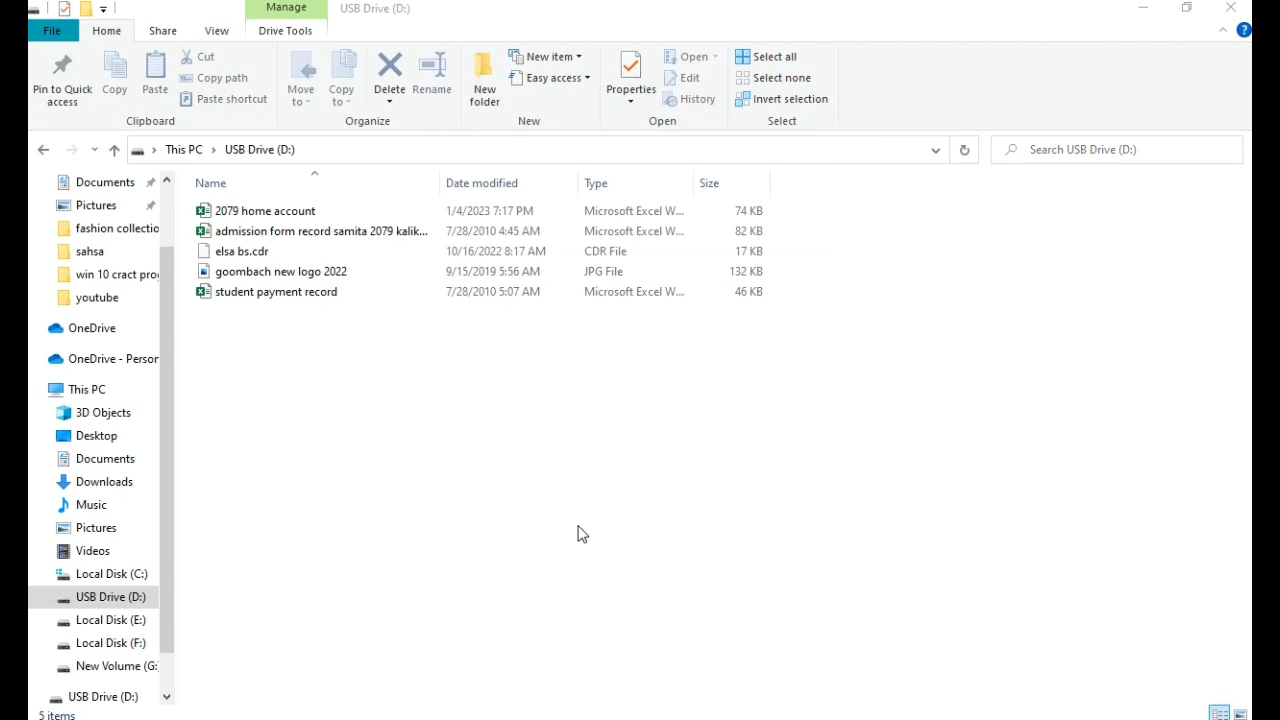 Manage
USB Drive (D:)
File
Home
Share
View
Drive Tools
Pin to Quick access
Copy
Paste
Cut
Copy path
Paste shortcut
Clipboard
Move to
Copy to
Delete
Rename
Organize
New folder
New item
Easy access
New
Properties
Open
Edit
History
Open
Select all
Select none
Invert selection
Select
This PC > USB Drive (D:)
Search USB Drive (D:)
Name Date modified Type Size
2079 home account 1/4/2023 7:17 PM Microsoft Excel W... 74 KB
admission form record samita 2079 kalik... 7/28/2010 4:45 AM Microsoft Excel W... 82 KB
elsa bs.cdr 10/16/2022 8:17 AM CDR File 17 KB
goombach new logo 2022 9/15/2019 5:56 AM JPG File 132 KB
student payment record 7/28/2010 5:07 AM Microsoft Excel W... 46 KB
Documents
Pictures
fashion collectio
sahsa
win 10 cract prog
youtube
OneDrive
OneDrive - Person
This PC
3D Objects
Desktop
Documents
Downloads
Music
Pictures
Videos
Local Disk (C:)
USB Drive (D:)
Local Disk (E:)
Local Disk (F:)
New Volume (G:
USB Drive (D:)
5 items